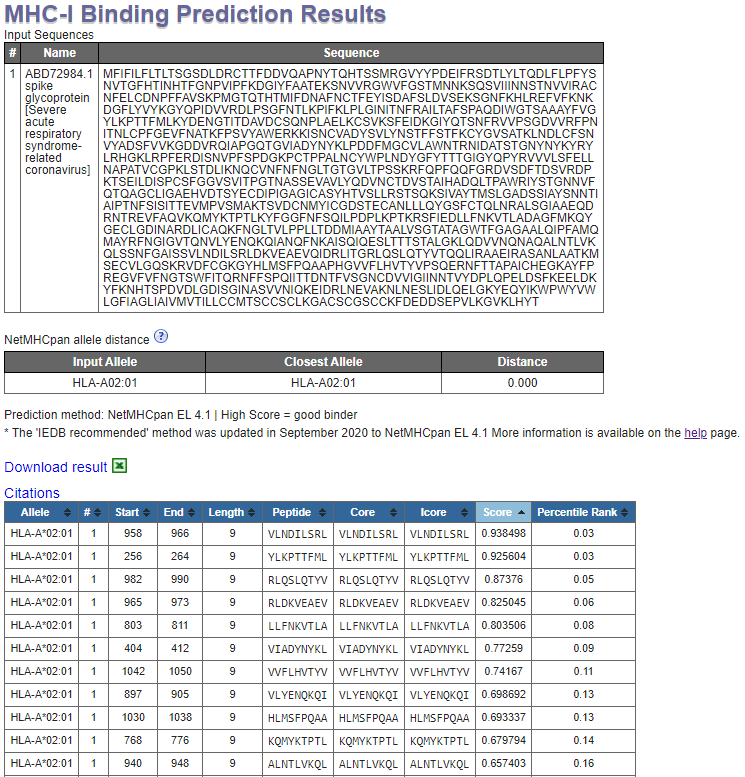 MHC-I Binding Prediction Results
Input Sequences
# Name Sequence
1 ABD72984.1 spike glycoprotein [Severe acute respiratory syndrome-related coronavirus]
MFIFILFLTLTSGSDLDRCTTFDDVQAPNYTQHTSSMRGVYYPDEIFRSDTLYLTQDLFLPFYS
NVTGFHTINHTFGNPVIPFKDGIYFAATEKSNVVRGWVFGSTMNNKSQSVIIINNSTNVVIRAC
NFELCDNPFFAVSKPMGTQTHTMIFDNAFNCTFEYISDAFSLDVSEKSGNFKHLREFVFKNK
DGFLYVYKGYQPIDVVRDLPSGFNTLKPIFKLPLGINITNFRAILTAFSPAQDIWGTSAAAYFVG
YLKPTTFMLKYDENGTITDAVDCSQNPLAELKCSVKSFEIDKGIYQTSNFRVVPSGDVVRFPN
ITNLCPFGEVFNATKFPSVYAWERKKISNCVADYSVLYNSTFFSTFKCYGVSATKLNDLCFSN
VYADSFVVKGDDVRQIAPGQTGVIADYNYKLPDDFMGCVLAWNTRNIDATSTGNYNYKYRY
LRHGKLRPFERDISNVPFSPDGKPCTPPALNCYWPLNDYGFYTTTGIGYQPYRVVVLSFELL
NAPATVCGPKLSTDLIKNQCVNFNFNGLTGTGVLTPSSKRFQPFQQFGRDVSDFTDSVRDP
KTSEILDISPCSFGGVSVITPGTNASSEVAVLYQDVNCTDVSTAIHADQLTPAWRIYSTGNNVF
QTQAGCLIGAEHVDTSYECDIPIGAGICASYHTVSLLRSTSQKSIVAYTMSLGADSSIAYSNNTI
AIPTNFSISITTEVMPVSMAKTSVDCNMYICGDSTECANLLLQYGSFCTQLNRALSGIAAEQD
RNTREVFAQVKQMYKTPTLKYFGGFNFSQILPDPLKPTKRSFIEDLLFNKVTLADAGFMKQY
GECLGDINARDLICAQKFNGLTVLPPLLTDDMIAAYTAALVSGTATAGWTFGAGAALQIPFAMQ
MAYRFNGIGVTQNVLYENQKQIANQFNKAISQIQESLTTTSTALGKLQDVVNQNAQALNTLVK
QLSSNFGAISSVLNDILSRLDKVEAEVQIDRLITGRLQSLQTYVTQQLIRAAEIRASANLAATKM
SECVLGQSKRVDFCGKGYHLMSFPQAAPHGVVFLHVTYVPSQERNFTTAPAICHEGKAYFP
REGVFVFNGTSWFITQRNFFSPQIITTDNTFVSGNCDVVIGIINNTVYDPLQPELDSFKEELDK
YFKNHTSPDVDLGDISGINASVVNIQKEIDRLNEVAKNLNESLIDLQELGKYEQYIKWPWYVW
LGFIAGLIAIVMVTILLCCMTSCCSCLKGACSCGSCCKFDEDDSEPVLKGVKLHYT
NetMHCpan allele distance ?
Input Allele Closest Allele Distance
HLA-A02:01 HLA-A02:01 0.000
Prediction method: NetMHCpan EL 4.1 | High Score = good binder
* The 'IEDB recommended' method was updated in September 2020 to NetMHCpan EL 4.1 More information is available on the help page.
Download result
Citations
Allele # Start End Length Peptide Core Icore Score Percentile Rank
HLA-A*02:01 1 958 966 9 VLNDILSRL VLNDILSRL VLNDILSRL 0.938498 0.03
HLA-A*02:01 1 256 264 9 YLKPTTFML YLKPTTFML YLKPTTFML 0.925604 0.03
HLA-A*02:01 1 982 990 9 RLQSLQTYV RLQSLQTYV RLQSLQTYV 0.87376 0.05
HLA-A*02:01 1 965 973 9 RLDKVEAEV RLDKVEAEV RLDKVEAEV 0.825045 0.06
HLA-A*02:01 1 803 811 9 LLFNKVTLA LLFNKVTLA LLFNKVTLA 0.803506 0.08
HLA-A*02:01 1 404 412 9 VIADYNYKL VIADYNYKL VIADYNYKL 0.77259 0.09
HLA-A*02:01 1 1042 1050 9 VVFLHVTYV VVFLHVTYV VVFLHVTYV 0.74167 0.11
HLA-A*02:01 1 897 905 9 VLYENQKQI VLYENQKQI VLYENQKQI 0.698692 0.13
HLA-A*02:01 1 1030 1038 9 HLMSFPQAA HLMSFPQAA HLMSFPQAA 0.693337 0.13
HLA-A*02:01 1 768 776 9 KQMYKTPTL KQMYKTPTL KQMYKTPTL 0.679794 0.14
HLA-A*02:01 1 940 948 9 ALNTLVKQL ALNTLVKQL ALNTLVKQL 0.657403 0.16